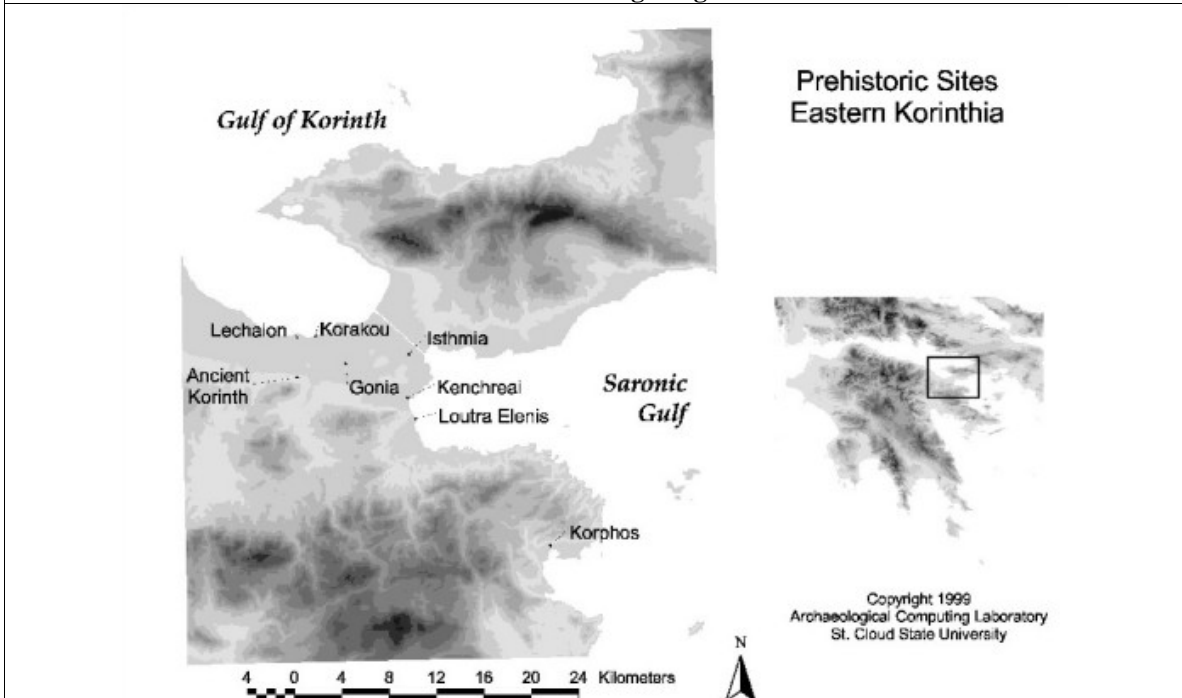 Prehistoric Sites
Eastern Korinthia
Gulf of Korinth
Lechaion
Korakou
Isthmia
Ancient
Korinth
Gonia
Kenchreai
Loutra Elenis
Saronic
Gulf
Korphos
Copyright 1999
Archaeological Computing Laboratory
St. Cloud State University
N
4 0 4 8 12 16 20 24 Kilometers